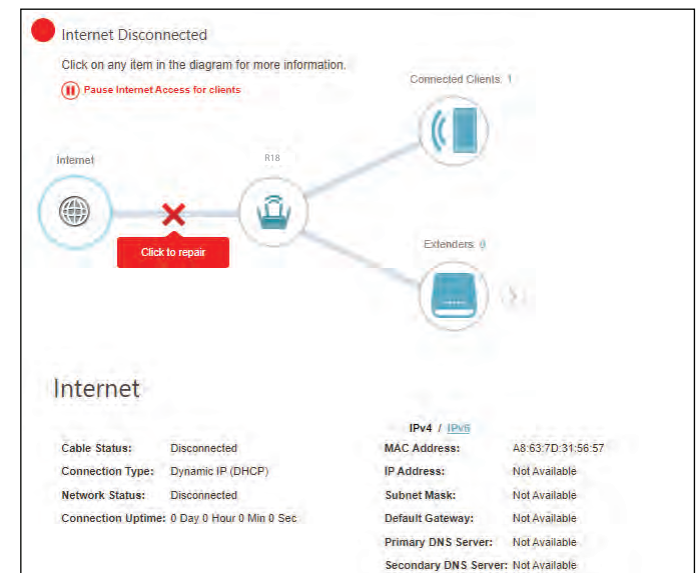 Internet Disconnected
Click on any item in the diagram for more information.
Pause Internet Access for clients
Connected Clients: 1
Internet
R18
Click to repair
Extenders: 0
Internet
IPv4 / IPv6
Cable Status: Disconnected
MAC Address: A8:63:7D:31:56:57
Connection Type: Dynamic IP (DHCP)
IP Address: Not Available
Network Status: Disconnected
Subnet Mask: Not Available
Connection Uptime: 0 Day 0 Hour 0 Min 0 Sec
Default Gateway: Not Available
Primary DNS Server: Not Available
Secondary DNS Server: Not Available